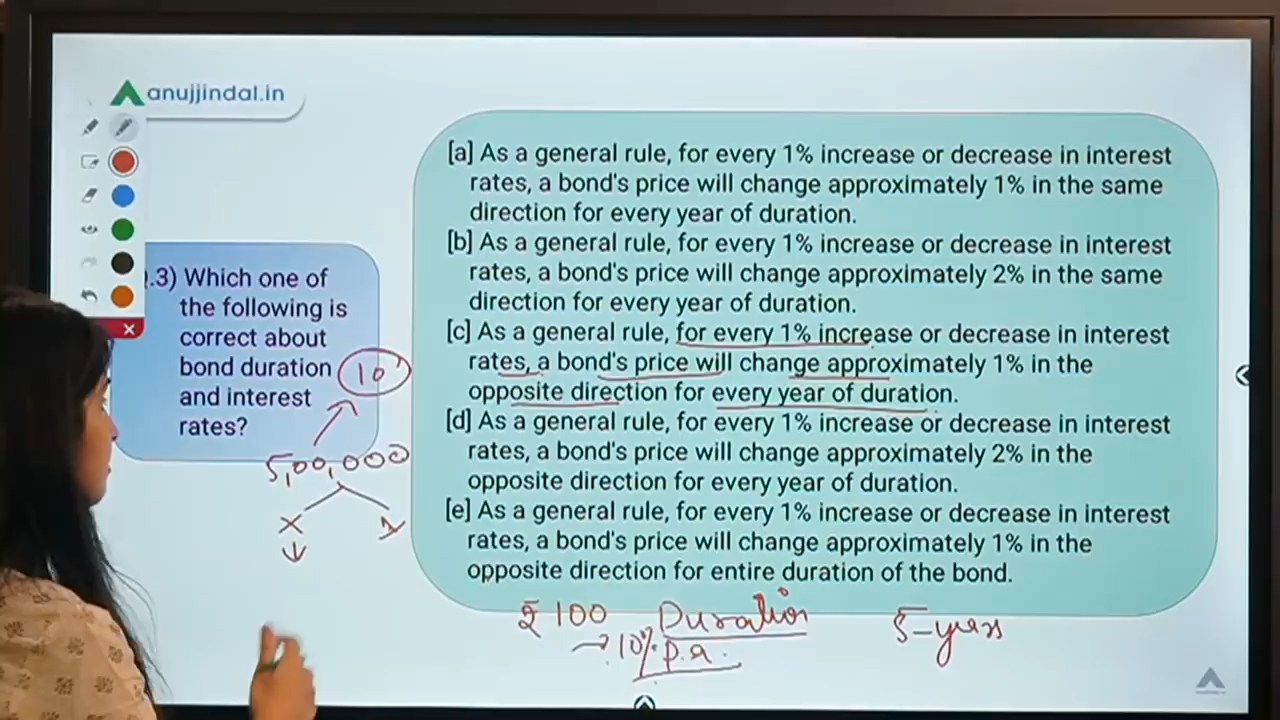 anujjindal.in
.3) Which one of
the following is
correct about
bond duration
and interest
rates?
10
5,00,000
X
[a] As a general rule, for every 1% increase or decrease in interest
rates, a bond's price will change approximately 1% in the same
direction for every year of duration.
[b] As a general rule, for every 1% increase or decrease in interest
rates, a bond's price will change approximately 2% in the same
direction for every year of duration.
[c] As a general rule, for every 1% increase or decrease in interest
rates, a bond's price will change approximately 1% in the
opposite direction for every year of duration.
[d] As a general rule, for every 1% increase or decrease in interest
rates, a bond's price will change approximately 2% in the
opposite direction for every year of duration.
[e] As a general rule, for every 1% increase or decrease in interest
rates, a bond's price will change approximately 1% in the
opposite direction for entire duration of the bond.
₹100 Duration 5-years
→10% p.a.